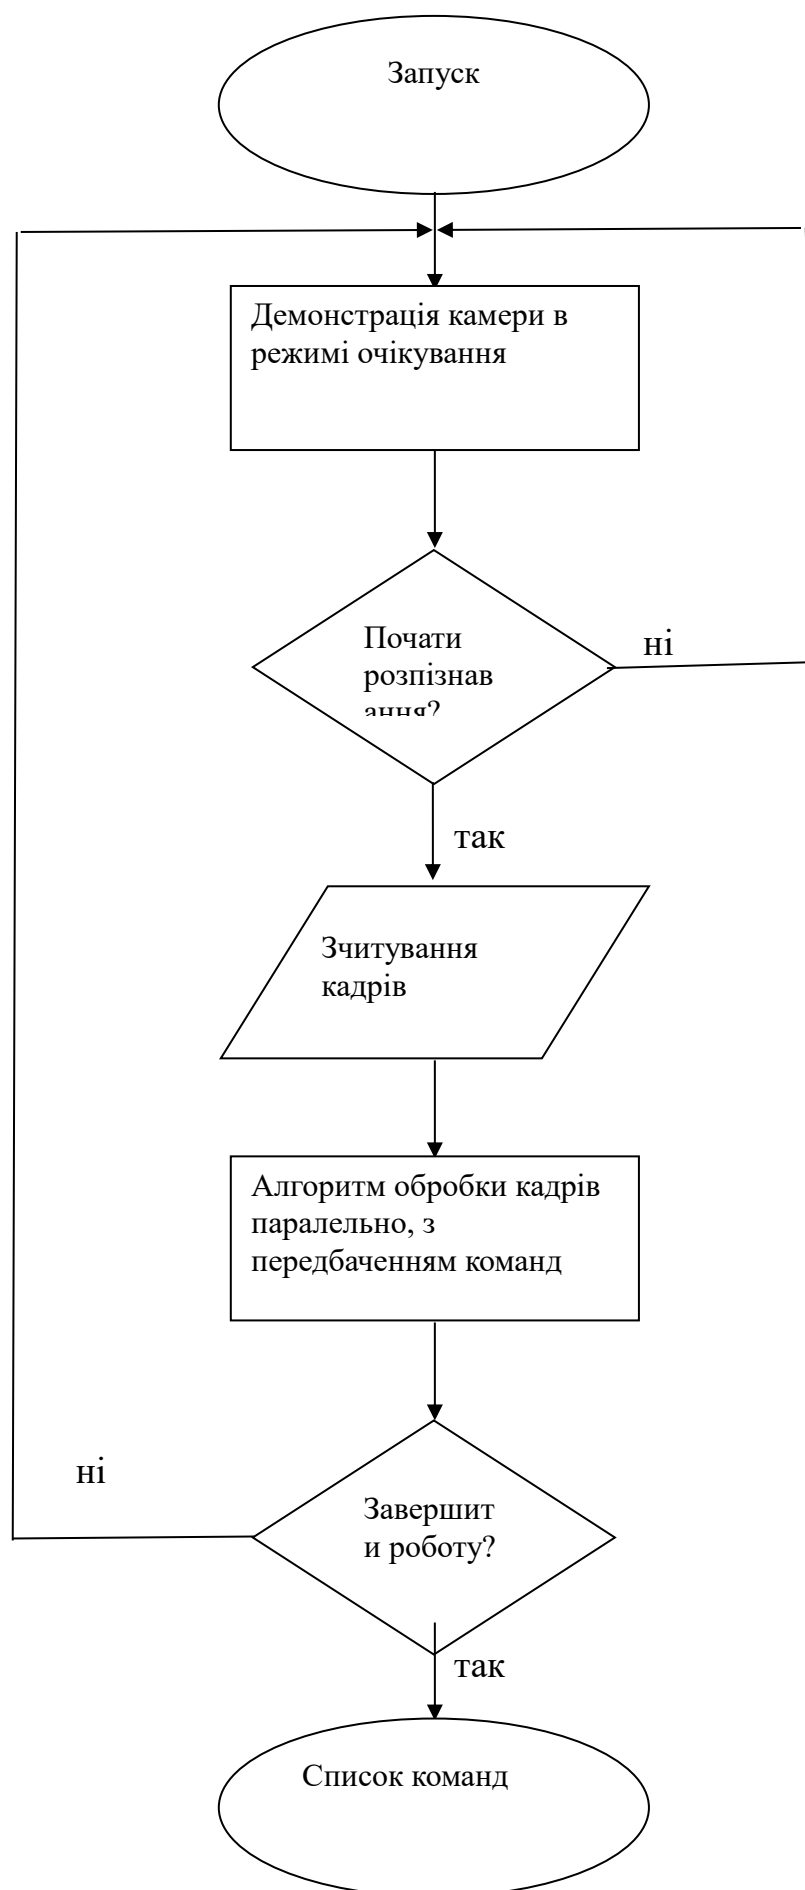 Запуск
Демонстрація камери в
режимі очікування
Почати
розпізнав
ання?
ні
так
Зчитування
кадрів
Алгоритм обробки кадрів
паралельно, з
передбаченням команд
ні
Завершит
и роботу?
так
Список команд